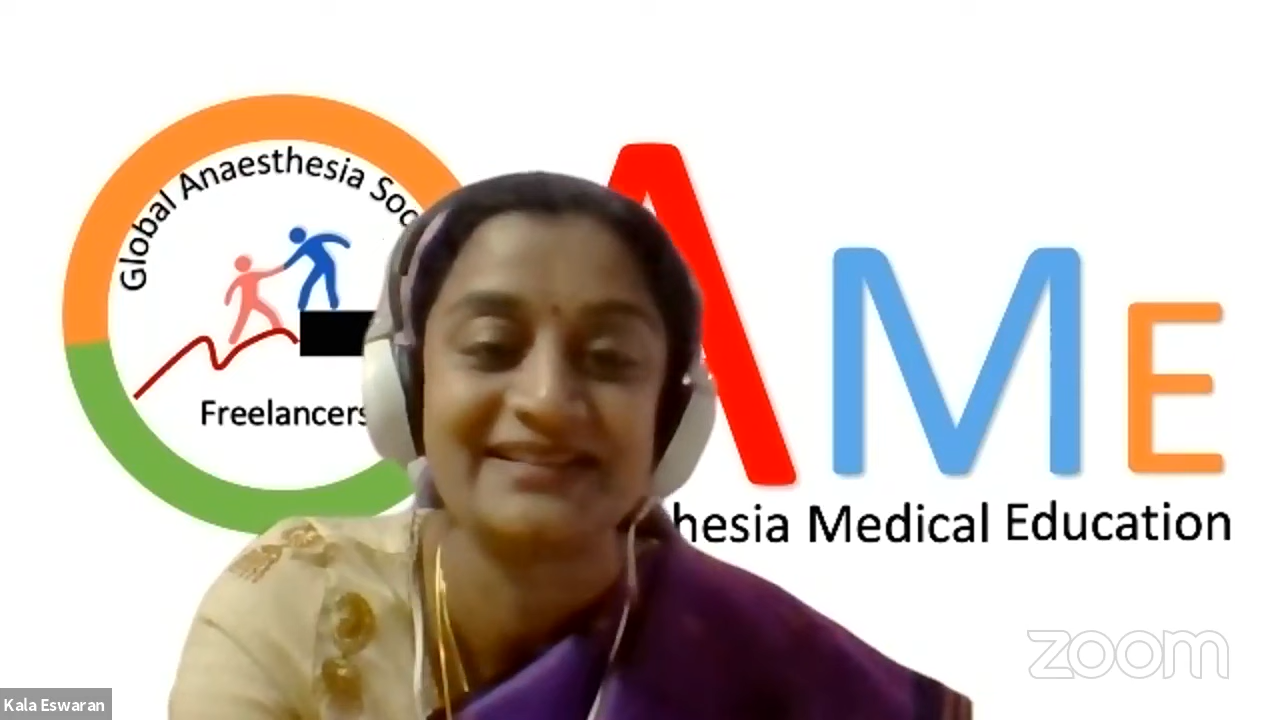 Global Anaesthesia Soc
Freelancers
AME
hesia Medical Education
zoom
Kala Eswaran